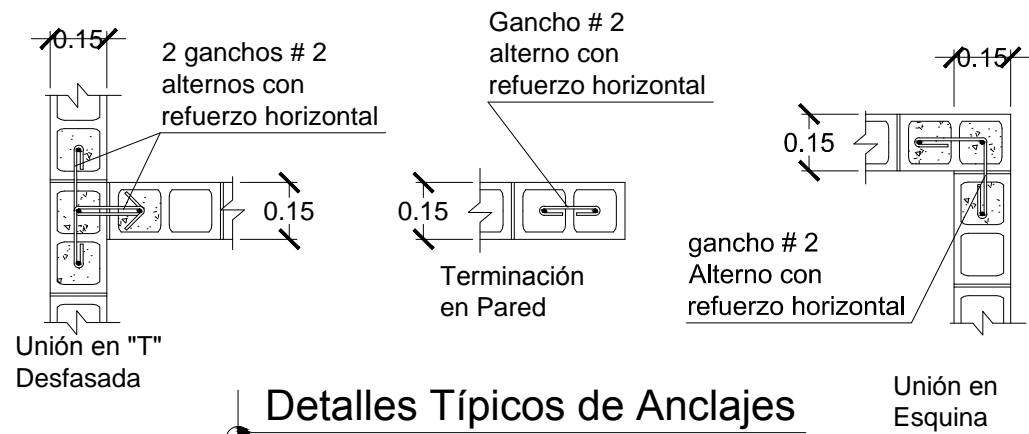 0.15
2 ganchos # 2
alternos con
refuerzo horizontal
0.15
Unión en "T"
Desfasada
Gancho # 2
alterno con
refuerzo horizontal
0.15
Terminación
en Pared
0.15
0.15
gancho # 2
Alterno con
refuerzo horizontal
Unión en
Esquina
Detalles Típicos de Anclajes